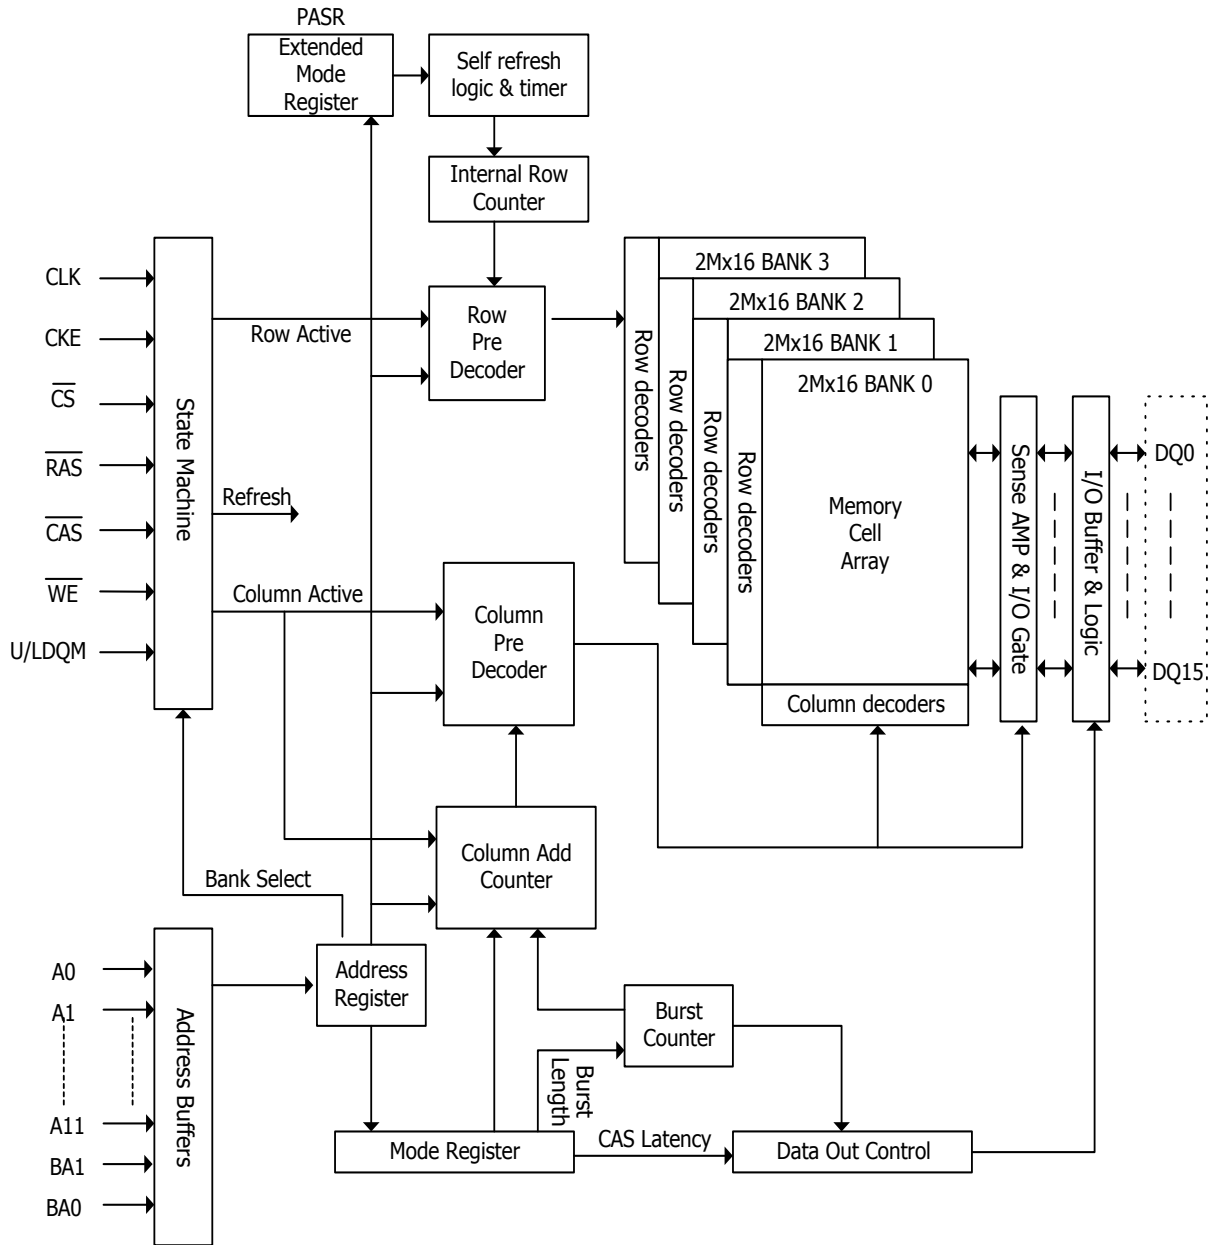 PASR
Extended
Mode
Register
Self refresh
logic & timer
Internal Row
Counter
CLK
CKE
CS
RAS
CAS
WE
U/LDQM
State Machine
Row Active
Refresh
Column Active
Row
Pre
Decoder
Column
Pre
Decoder
Row decoders
Row decoders
Row decoders
Row decoders
2Mx16 BANK 3
2Mx16 BANK 2
2Mx16 BANK 1
2Mx16 BANK 0
Memory
Cell
Array
Column decoders
Sense AMP & I/O Gate
I/O Buffer & Logic
DQ0
DQ15
Column Add
Counter
Bank Select
A0
A1
A11
BA1
BA0
Address Buffers
Address
Register
Burst
Counter
Burst
Length
Mode Register
CAS Latency
Data Out Control